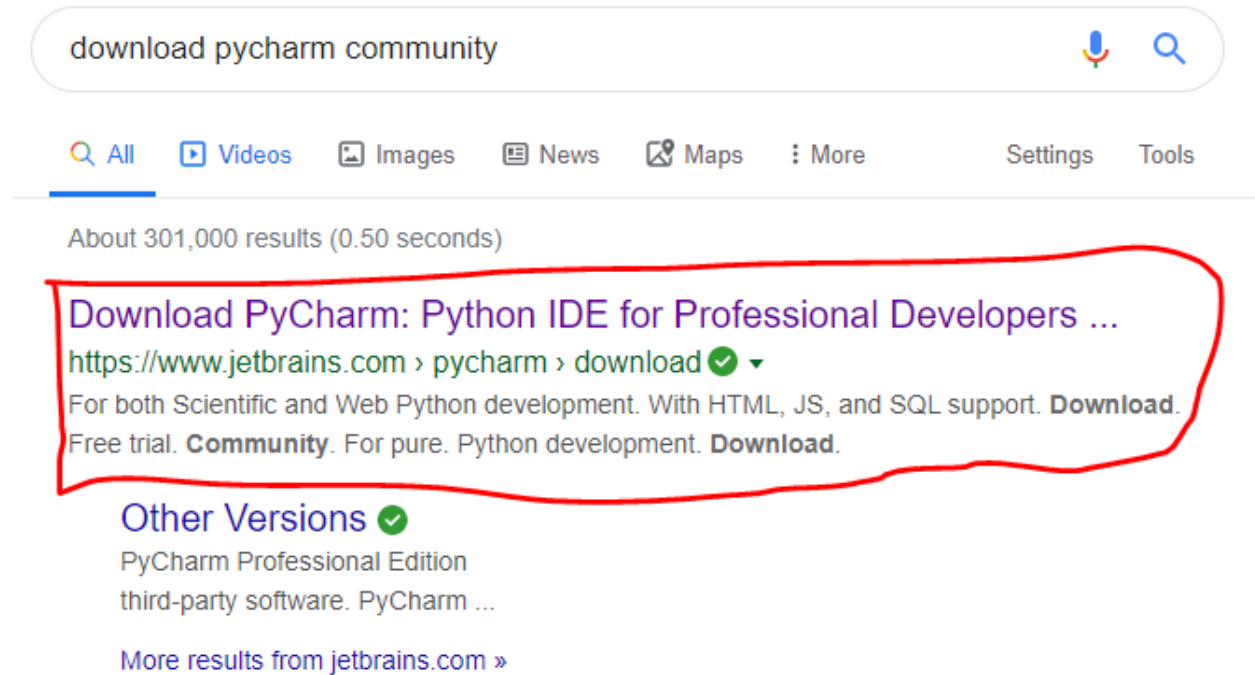 download pycharm community
All Videos Images News Maps More Settings Tools
About 301,000 results (0.50 seconds)
Download PyCharm: Python IDE for Professional Developers ...
https://www.jetbrains.com › pycharm › download
For both Scientific and Web Python development. With HTML, JS, and SQL support. Download.
Free trial. Community. For pure. Python development. Download.
Other Versions
PyCharm Professional Edition
third-party software. PyCharm ...
More results from jetbrains.com »